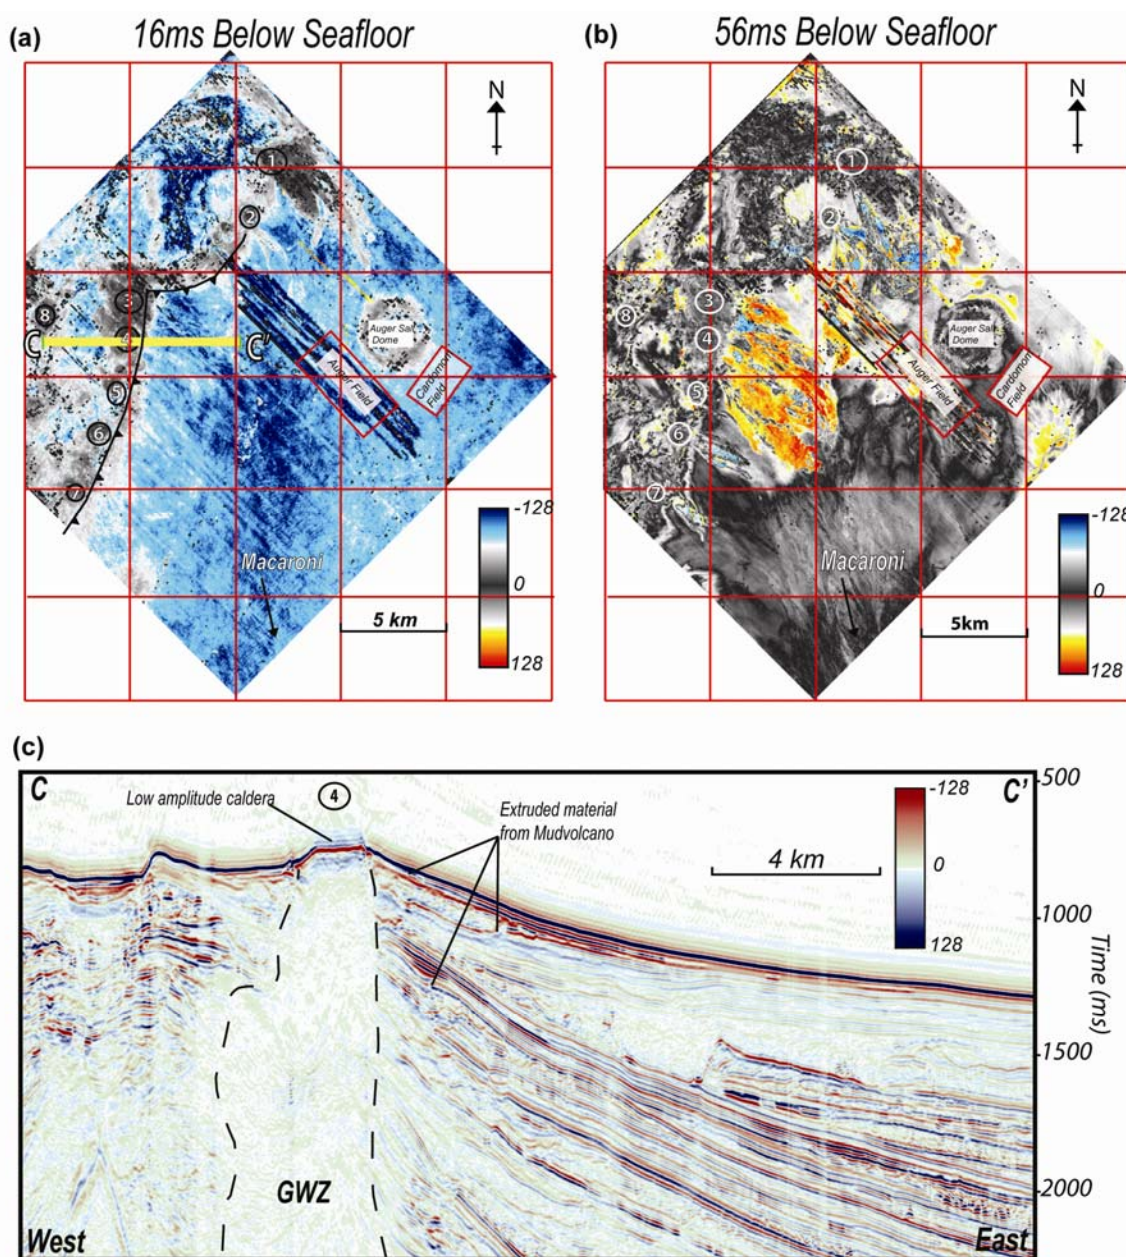 (a)
16ms Below Seafloor
N
1
2
3
8
C
C'
5
6
7
Auger Salt
Dome
Auger Field
Cardomom
Field
Macaroni
5 km
-128
0
128
(b)
56ms Below Seafloor
N
1
2
3
8
4
5
6
7
Auger Salt
Dome
Auger Field
Cardomom
Field
Macaroni
5km
-128
0
128
(c)
C
Low amplitude caldera
4
Extruded material
from Mudvolcano
-128
0
128
C'
4 km
500
1000
1500
2000
Time (ms)
GWZ
West
East